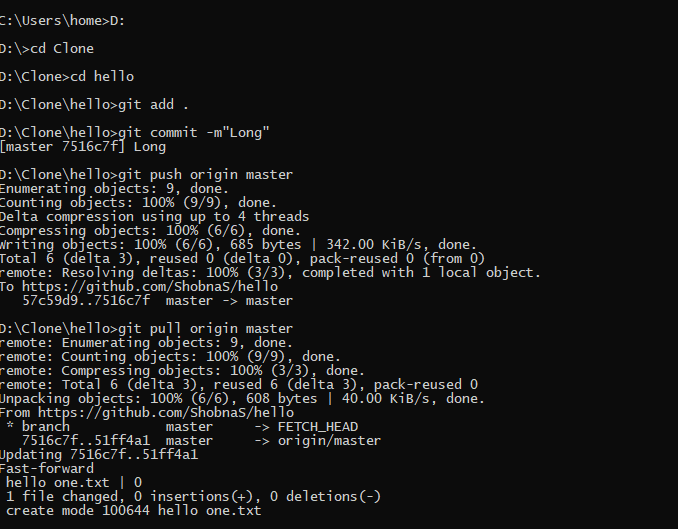 C:\Users\home>D:
D:\>cd Clone
D:\Clone>cd hello
D:\Clone\hello>git add .
D:\Clone\hello>git commit -m"Long"
[master 7516c7f] Long
D:\Clone\hello>git push origin master
Enumerating objects: 9, done.
Counting objects: 100% (9/9), done.
Delta compression using up to 4 threads
Compressing objects: 100% (6/6), done.
Writing objects: 100% (6/6), 685 bytes | 342.00 KiB/s, done.
Total 6 (delta 3), reused 0 (delta 0), pack-reused 0 (from 0)
remote: Resolving deltas: 100% (3/3), completed with 1 local object.
To https://github.com/ShobnaS/hello
   57c59d9..7516c7f  master -> master
D:\Clone\hello>git pull origin master
remote: Enumerating objects: 9, done.
remote: Counting objects: 100% (9/9), done.
remote: Compressing objects: 100% (3/3), done.
remote: Total 6 (delta 3), reused 6 (delta 3), pack-reused 0
Unpacking objects: 100% (6/6), 608 bytes | 40.00 KiB/s, done.
From https://github.com/ShobnaS/hello
 * branch            master     -> FETCH_HEAD
   7516c7f..51ff4a1  master     -> origin/master
Updating 7516c7f..51ff4a1
Fast-forward
 hello one.txt | 0
 1 file changed, 0 insertions(+), 0 deletions(-)
 create mode 100644 hello one.txt